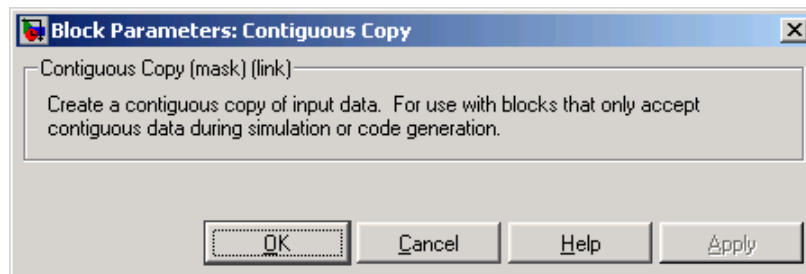 Block Parameters: Contiguous Copy
Contiguous Copy (mask) (link)
Create a contiguous copy of input data. For use with blocks that only accept
contiguous data during simulation or code generation.
OK Cancel Help Apply